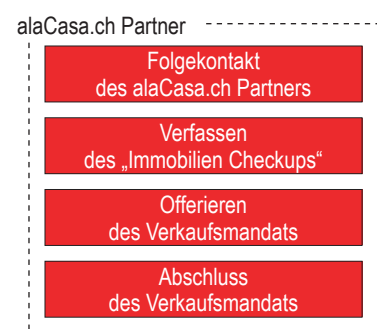 alaCasa.ch Partner
Folgekontakt
des alaCasa.ch Partners
Verfassen
des „Immobilien Checkups“
Offerieren
des Verkaufsmandats
Abschluss
des Verkaufsmandats